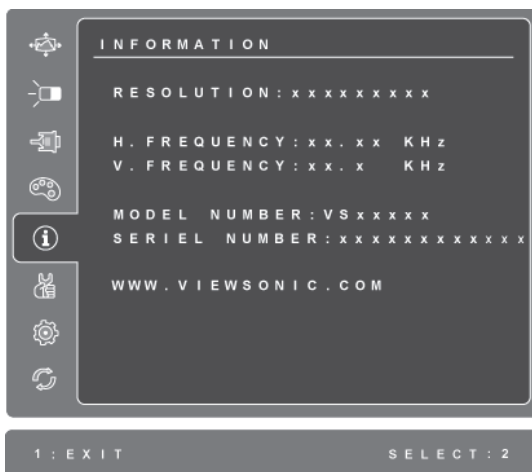 INFORMATION
RESOLUTION:xxxxxxxxx
H. FREQUENCY:xx.xx KHz
V. FREQUENCY:xx.x KHz
MODEL NUMBER:VSxxxxx
SERIEL NUMBER:xxxxxxxxxxxx
WWW.VIEWSONIC.COM
1:EXIT SELECT:2